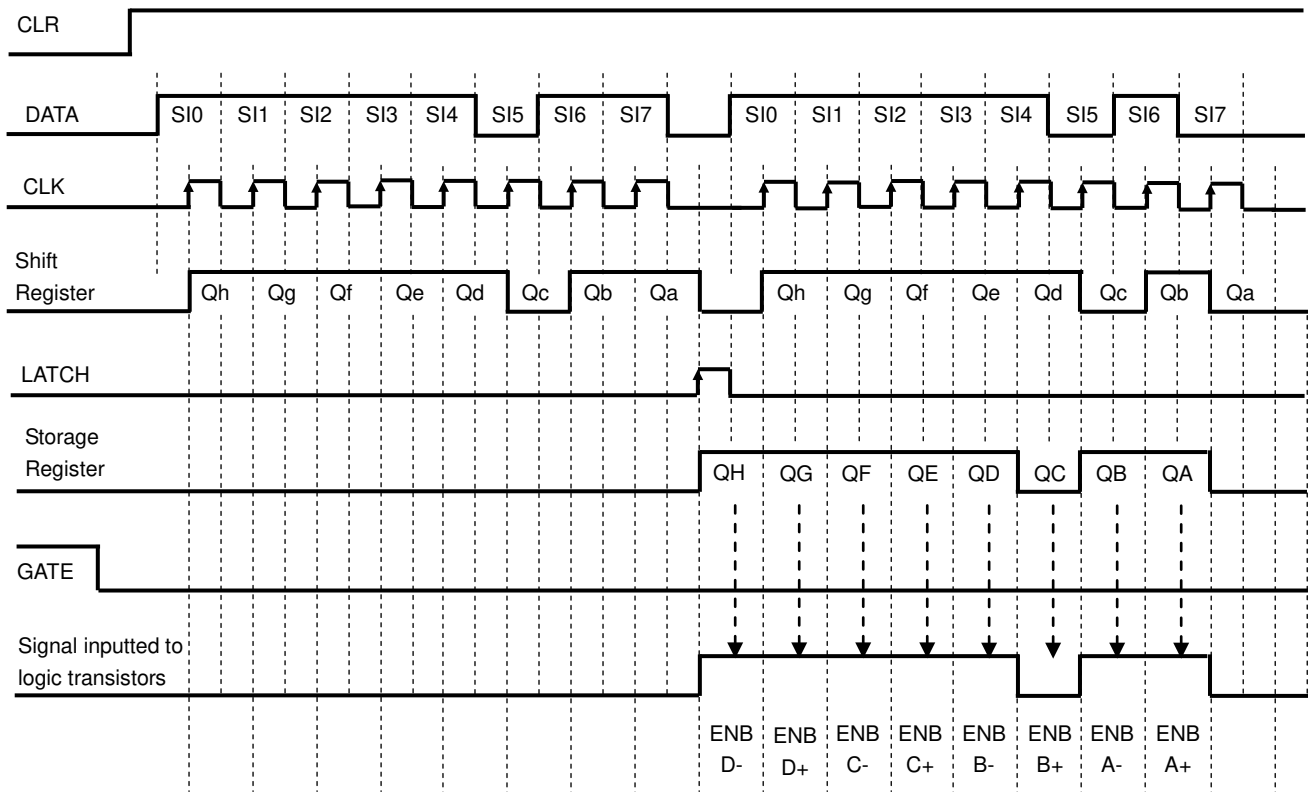 CLR
DATA SI0 SI1 SI2 SI3 SI4 SI5 SI6 SI7 SI0 SI1 SI2 SI3 SI4 SI5 SI6 SI7
CLK
Shift
Register Qh Qg Qf Qe Qd Qc Qb Qa Qh Qg Qf Qe Qd Qc Qb Qa
LATCH
Storage
Register QH QG QF QE QD QC QB QA
GATE
Signal inputted to
logic transistors
ENB ENB ENB ENB ENB ENB ENB ENB
D- D+ C- C+ B- B+ A- A+